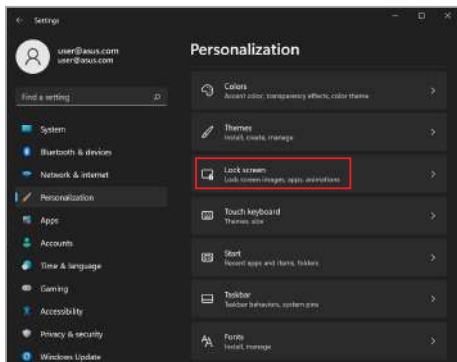 Settings
user@asus.com
user@asus.com
Find a setting
System
Bluetooth & devices
Network & internet
Personalization
Apps
Accounts
Time & language
Gaming
Accessibility
Privacy & security
Windows Update
Personalization
Colors
Accent color, transparency effects, color theme
Themes
Install, create, manage
Lock screen
Lock screen images, apps, animations
Touch keyboard
Themes, size
Start
Recent apps and items, folders
Taskbar
Taskbar behaviors, system pins
Fonts
Install, manage